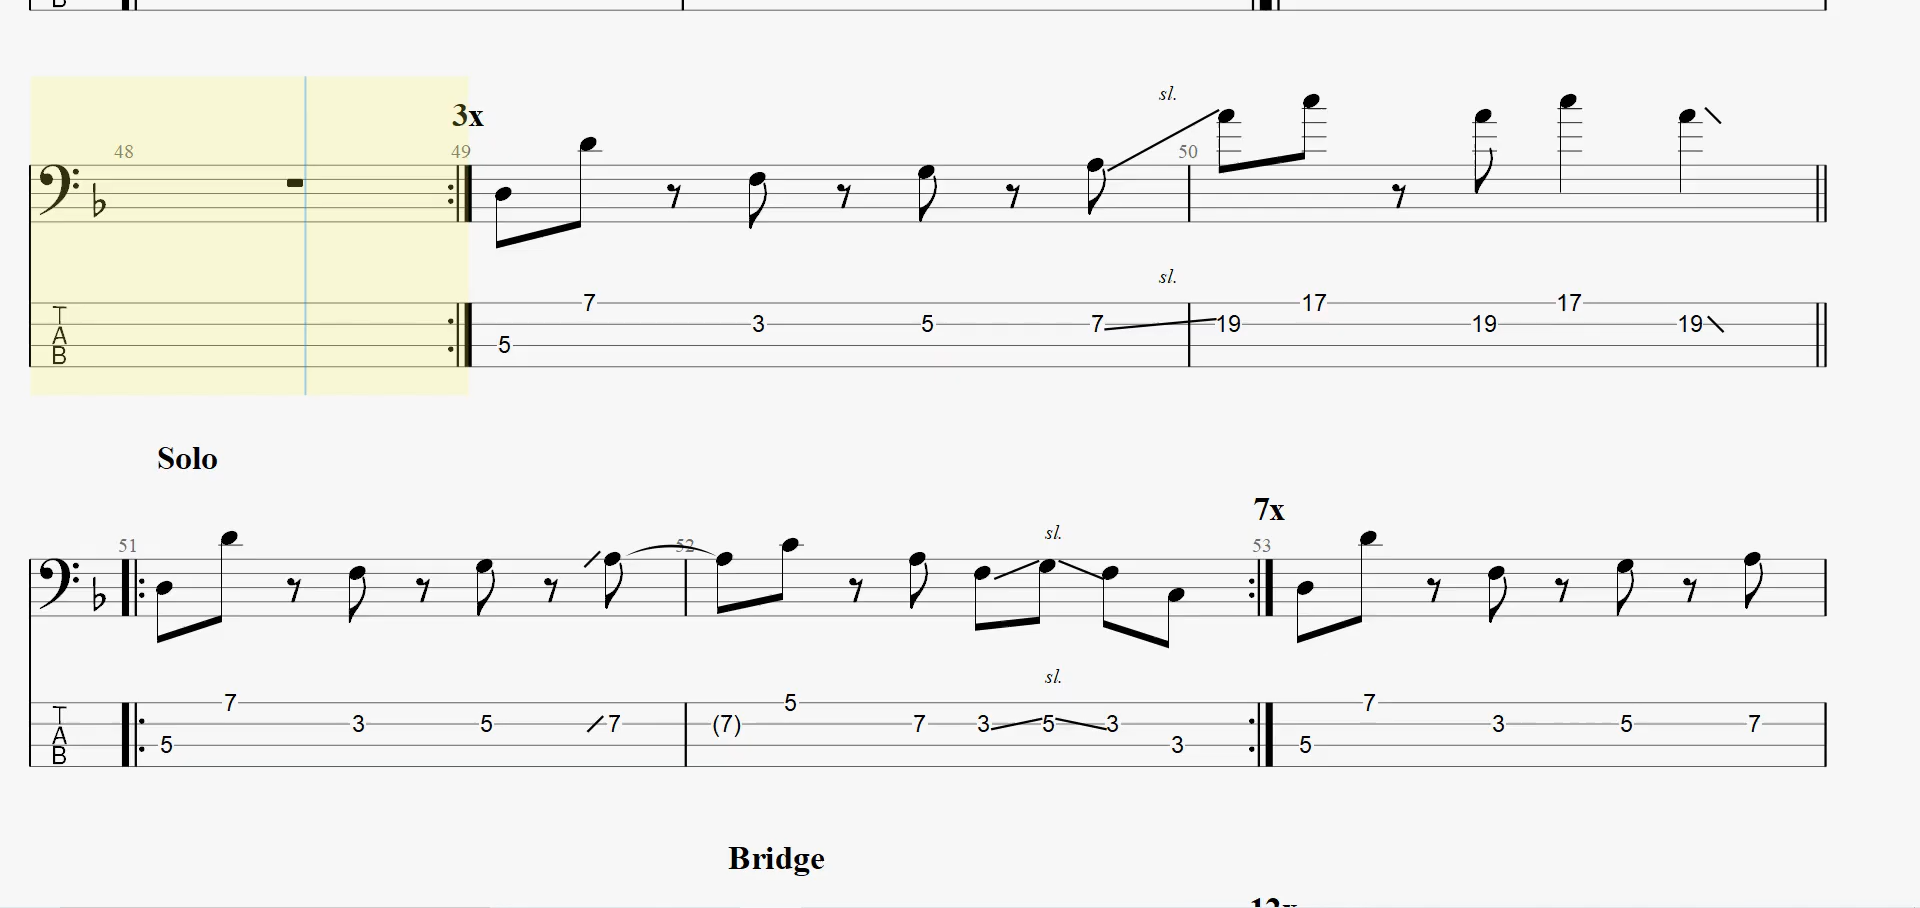 B
sl.
3x
48 49 50
sl.
7 17 17
T 3 5 7 19 19 19
A 5
B
Solo
7x
sl.
51 52 53
sl.
7 5 7
T 3 5 7 (7) 7 3 5 3 3 5 7
A 5 3 5
B
Bridge
12x